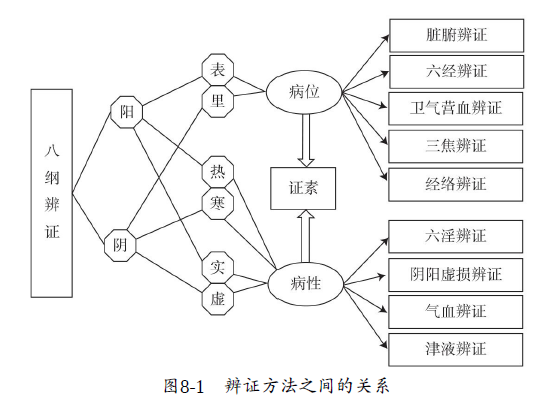 八纲辨证
阳
阴
表
里
热
寒
实
虚
病位
证素
病性
脏腑辨证
六经辨证
卫气营血辨证
三焦辨证
经络辨证
六淫辨证
阴阳虚损辨证
气血辨证
津液辨证
图8-1 辨证方法之间的关系